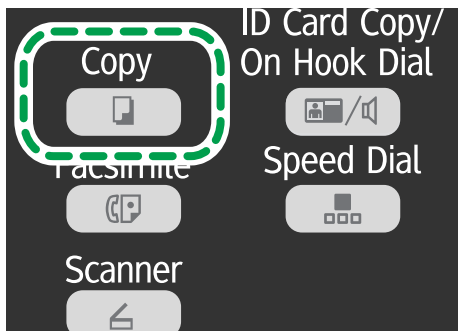 Copy
ID Card Copy/
On Hook Dial
Facsimile
Speed Dial
Scanner